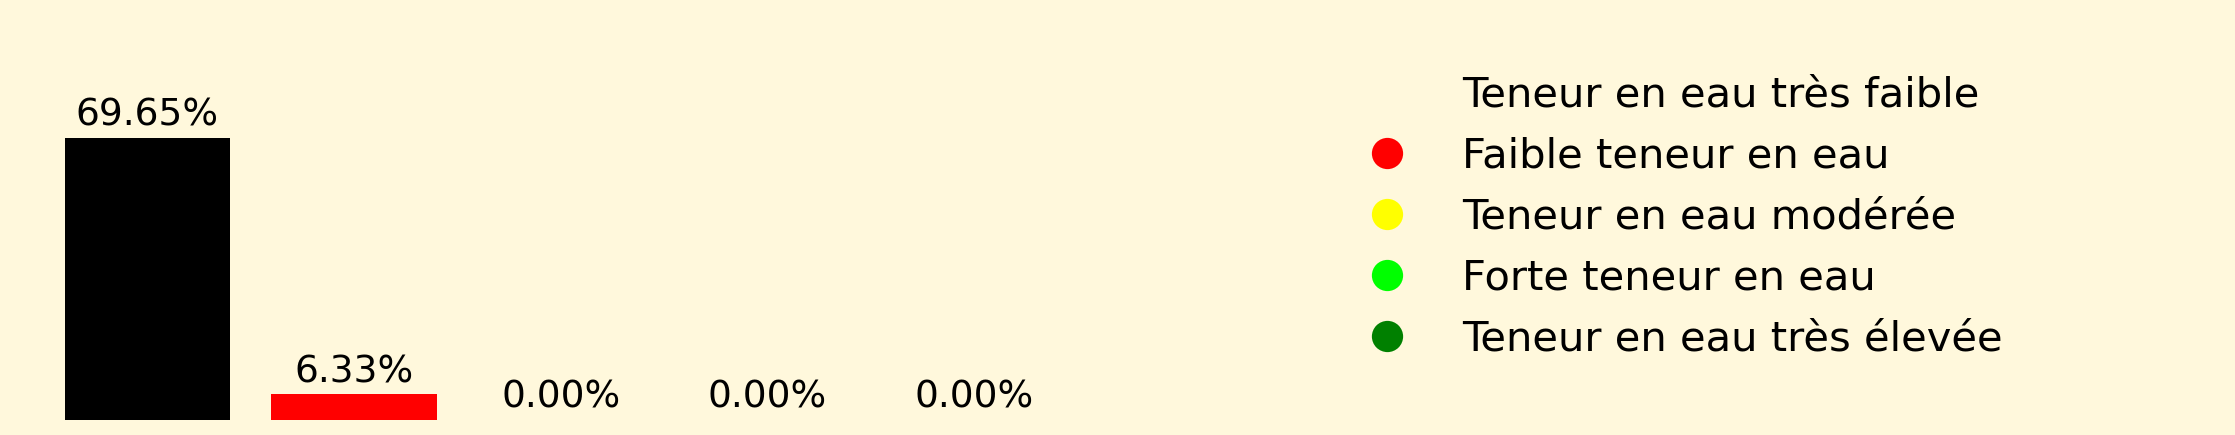 69.65%
6.33%
0.00%
0.00%
0.00%
Teneur en eau très faible
Faible teneur en eau
Teneur en eau modérée
Forte teneur en eau
Teneur en eau très élevée